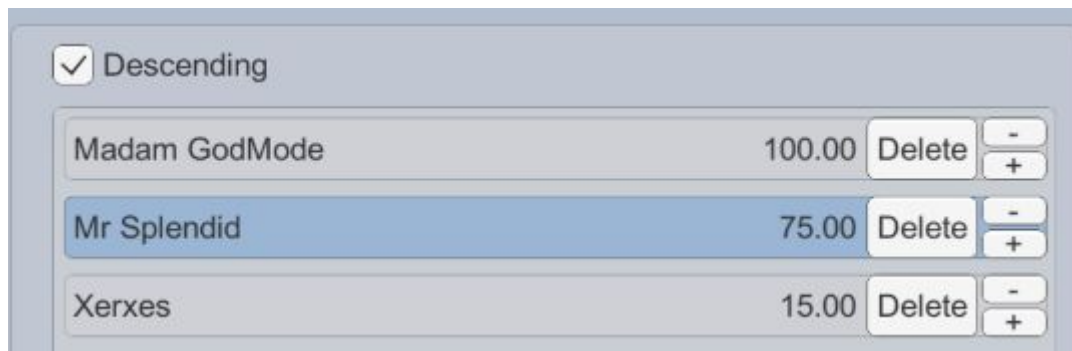 Descending
Madam GodMode 100.00 Delete - +
Mr Splendid 75.00 Delete - +
Xerxes 15.00 Delete - +